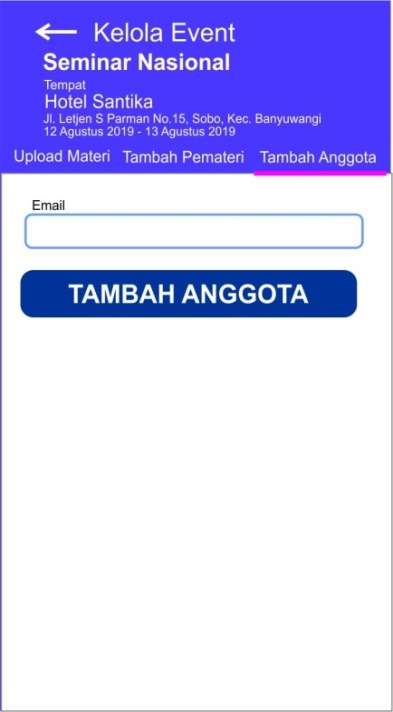 Kelola Event
Seminar Nasional
Tempat
Hotel Santika
Jl. Letjen S Parman No.15, Sobo, Kec. Banyuwangi
12 Agustus 2019 - 13 Agustus 2019
Upload Materi Tambah Pemateri Tambah Anggota
Email
TAMBAH ANGGOTA